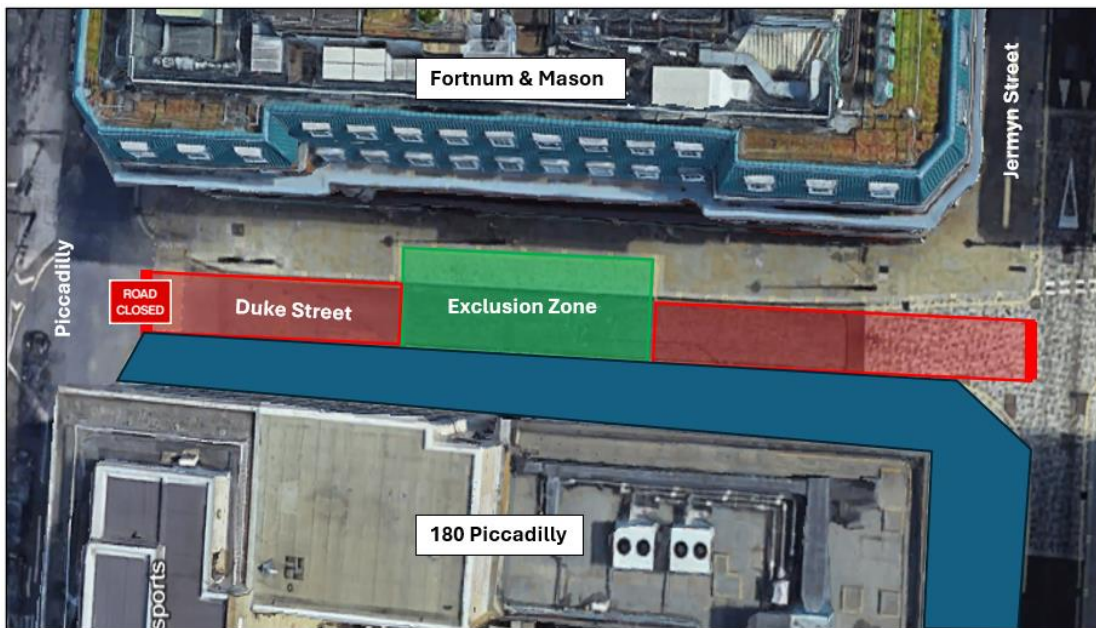 Fortnum & Mason
Jermyn Street
Piccadilly
ROAD
CLOSED
Duke Street
Exclusion Zone
180 Piccadilly
sports